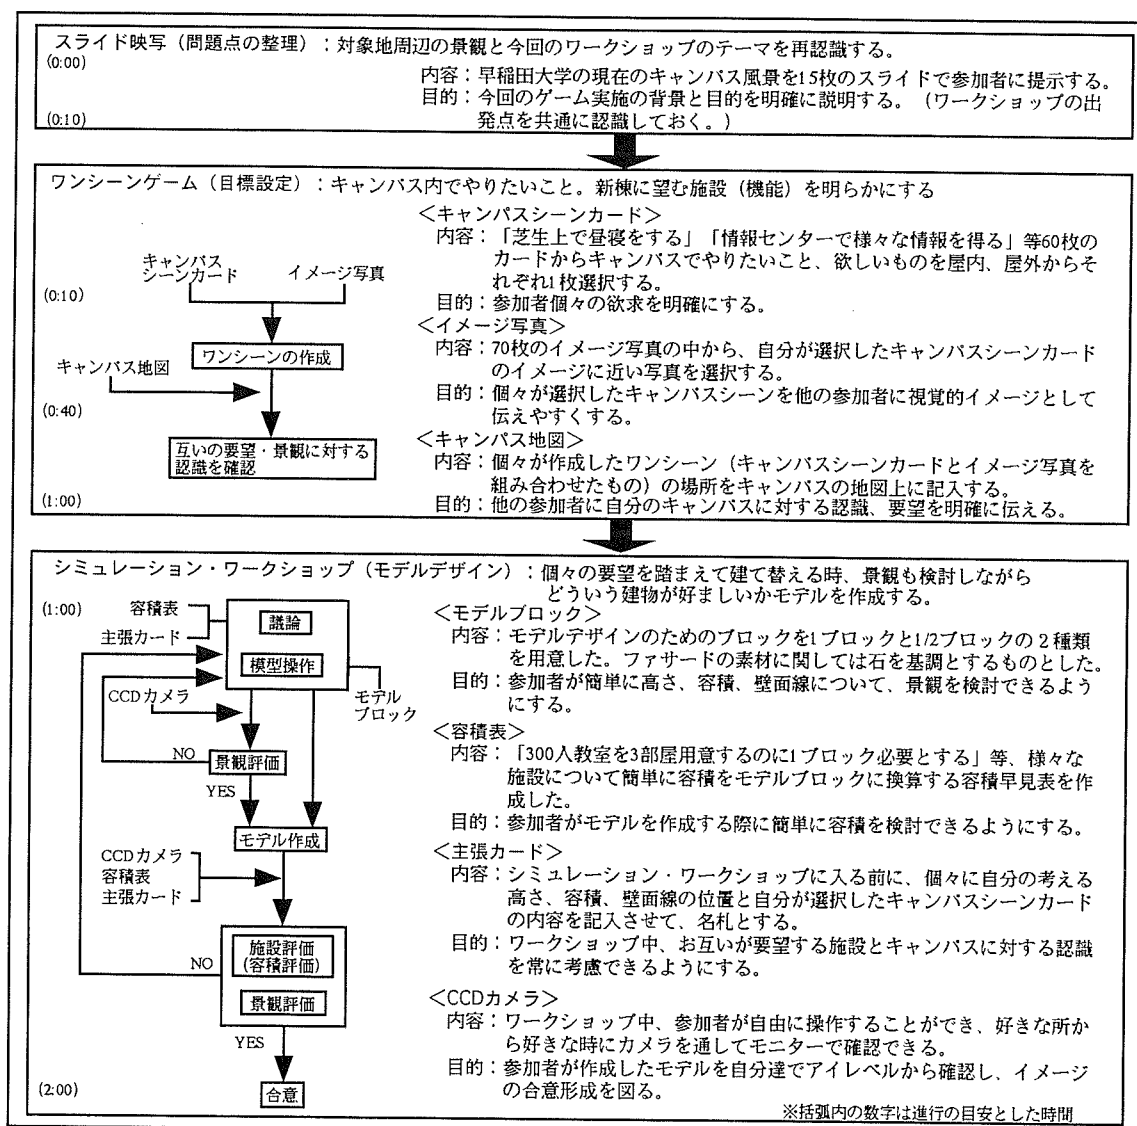 スライド映写（問題点の整理）：対象地周辺の景観と今回のワークショップのテーマを再認識する。
(0:00)
内容：早稲田大学の現在のキャンパス風景を15枚のスライドで参加者に提示する。
目的：今回のゲーム実施の背景と目的を明確に説明する。（ワークショップの出
(0:10)
発点を共通に認識しておく。）
ワンシーンゲーム（目標設定）：キャンパス内でやりたいこと。新棟に望む施設（機能）を明らかにする
キャンパス
シーンカード
イメージ写真
(0:10)
ワンシーンの作成
キャンパス地図
(0:40)
互いの要望・景観に対する
認識を確認
(1:00)
＜キャンパスシーンカード＞
内容：「芝生上で昼寝をする」「情報センターで様々な情報を得る」等60枚の
カードからキャンパスでやりたいこと、欲しいものを屋内、屋外からそ
れぞれ1枚選択する。
目的：参加者個々の欲求を明確にする。
＜イメージ写真＞
内容：70枚のイメージ写真の中から、自分が選択したキャンパスシーンカード
のイメージに近い写真を選択する。
目的：個々が選択したキャンパスシーンを他の参加者に視覚的イメージとして
伝えやすくする。
＜キャンパス地図＞
内容：個々が作成したワンシーン（キャンパスシーンカードとイメージ写真を
組み合わせたもの）の場所をキャンパスの地図上に記入する。
目的：他の参加者に自分のキャンパスに対する認識、要望を明確に伝える。
シミュレーション・ワークショップ（モデルデザイン）：個々の要望を踏まえて建て替える時、景観も検討しながら
どういう建物が好ましいかモデルを作成する。
(1:00)
容積表
主張カード
議論
模型操作
CCDカメラ
モデル
ブロック
NO
景観評価
YES
モデル作成
CCDカメラ
容積表
主張カード
施設評価
(容積評価)
NO
景観評価
YES
(2:00)
合意
＜モデルブロック＞
内容：モデルデザインのためのブロックを1ブロックと1/2ブロックの２種類
を用意した。ファサードの素材に関しては石を基調とするものとした。
目的：参加者が簡単に高さ、容積、壁面線について、景観を検討できるよう
にする。
＜容積表＞
内容：「300人教室を3部屋用意するのに1ブロック必要とする」等、様々な
施設について簡単に容積をモデルブロックに換算する容積早見表を作
成した。
目的：参加者がモデルを作成する際に簡単に容積を検討できるようにする。
＜主張カード＞
内容：シミュレーション・ワークショップに入る前に、個々に自分の考える
高さ、容積、壁面線の位置と自分が選択したキャンパスシーンカード
の内容を記入させて、名札とする。
目的：ワークショップ中、お互いが要望する施設とキャンパスに対する認識
を常に考慮できるようにする。
＜CCDカメラ＞
内容：ワークショップ中、参加者が自由に操作することができ、好きな所か
ら好きな時にカメラを通してモニターで確認できる。
目的：参加者が作成したモデルを自分達でアイレベルから確認し、イメージ
の合意形成を図る。
※括弧内の数字は進行の目安とした時間